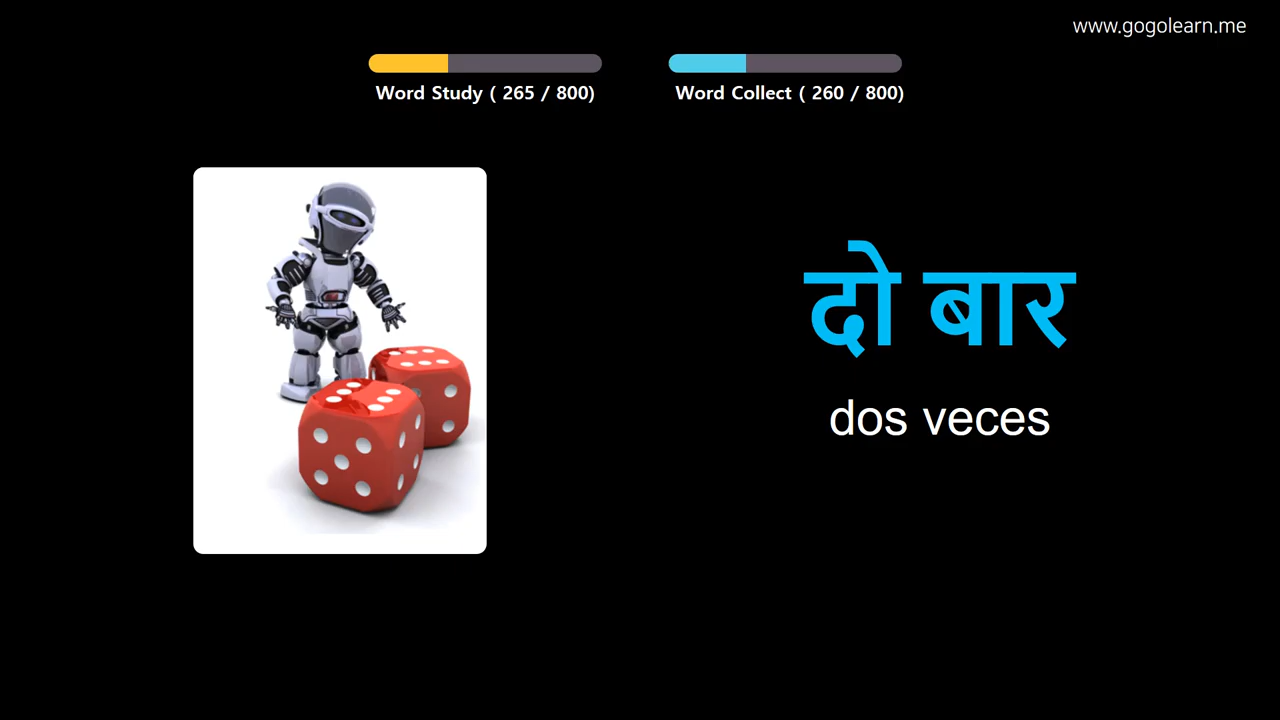 www.gogolearn.me
Word Study ( 265 / 800)
Word Collect ( 260 / 800)
दो बार
dos veces